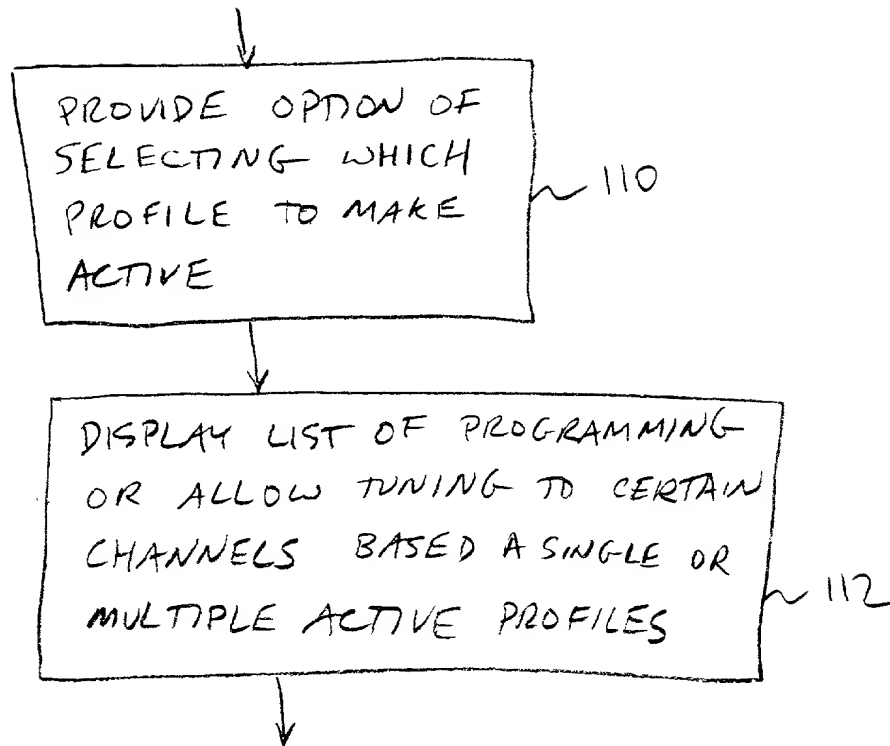 PROVIDE OPTION OF
SELECTING WHICH
PROFILE TO MAKE
ACTIVE
110
DISPLAY LIST OF PROGRAMMING
OR ALLOW TUNING TO CERTAIN
CHANNELS BASED A SINGLE OR
MULTIPLE ACTIVE PROFILES
112